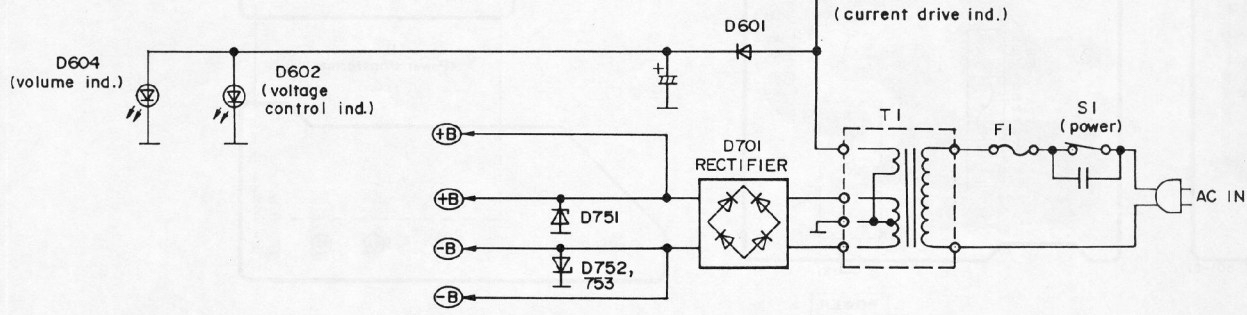 (current drive ind.)
D601
D604
(volume ind.)
D602
(voltage
control ind.)
+
+B
D701
RECTIFIER
T1
F1
S1
(power)
+B
D751
AC IN
-B
D752,
753
-B